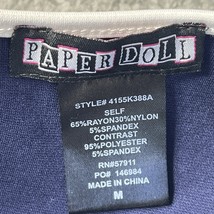 PAPER DOLL
STYLE# 4155K388A
SELF
65%RAYON30%NYLON
5%SPANDEX
CONTRAST
95%POLYESTER
5%SPANDEX
RN#57911
PO# 146984
MADE IN CHINA
M